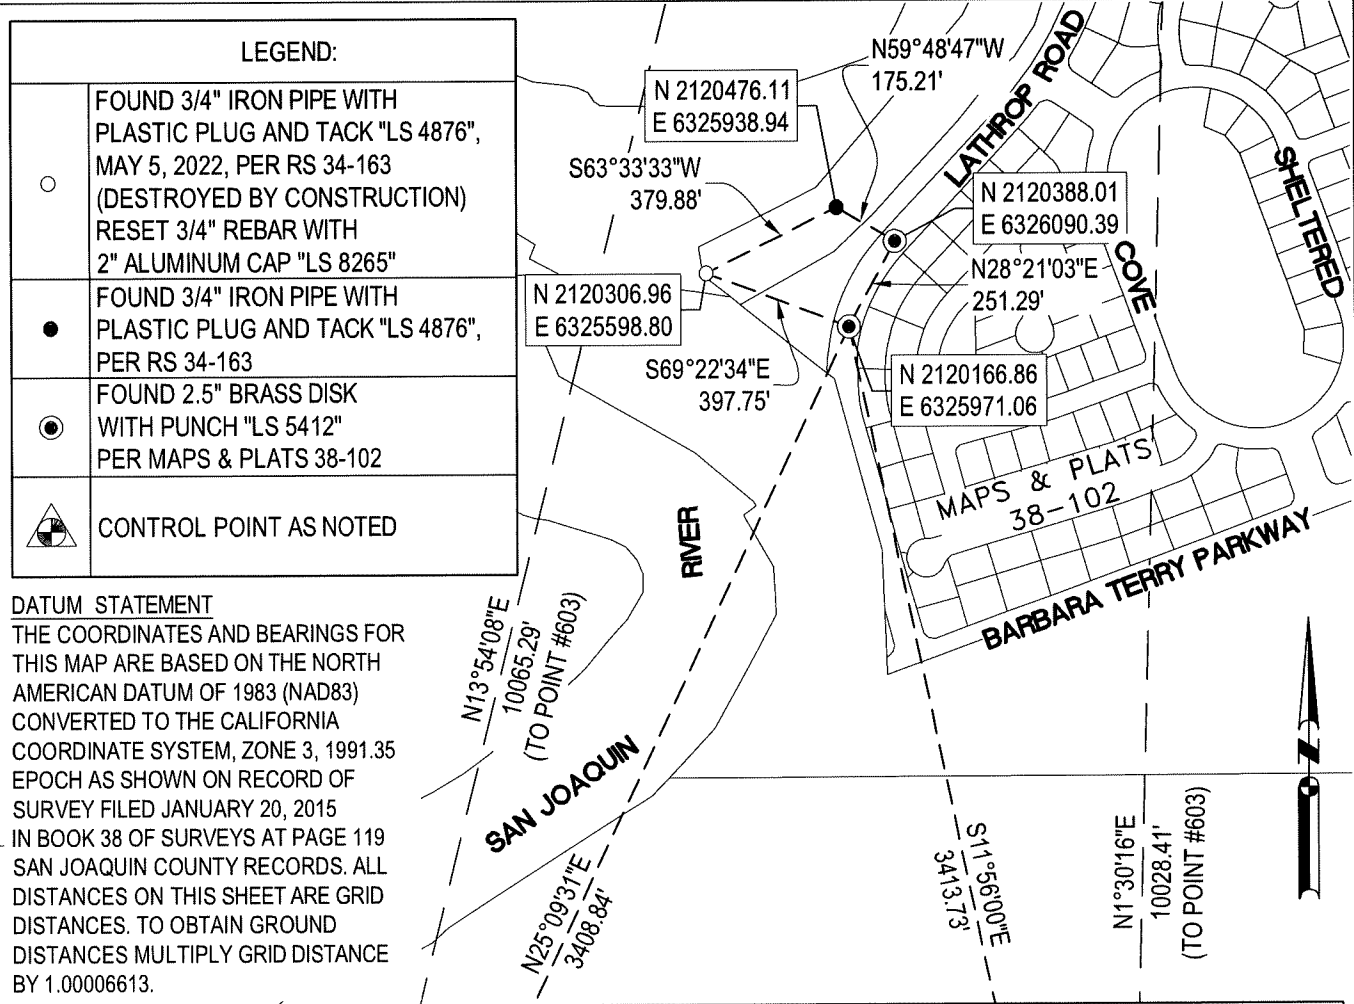 LEGEND:
FOUND 3/4" IRON PIPE WITH
PLASTIC PLUG AND TACK "LS 4876",
MAY 5, 2022, PER RS 34-163
(DESTROYED BY CONSTRUCTION)
RESET 3/4" REBAR WITH
2" ALUMINUM CAP "LS 8265"
FOUND 3/4" IRON PIPE WITH
PLASTIC PLUG AND TACK "LS 4876",
PER RS 34-163
FOUND 2.5" BRASS DISK
WITH PUNCH "LS 5412"
PER MAPS & PLATS 38-102
CONTROL POINT AS NOTED
DATUM STATEMENT
THE COORDINATES AND BEARINGS FOR
THIS MAP ARE BASED ON THE NORTH
AMERICAN DATUM OF 1983 (NAD83)
CONVERTED TO THE CALIFORNIA
COORDINATE SYSTEM, ZONE 3, 1991.35
EPOCH AS SHOWN ON RECORD OF
SURVEY FILED JANUARY 20, 2015
IN BOOK 38 OF SURVEYS AT PAGE 119
SAN JOAQUIN COUNTY RECORDS. ALL
DISTANCES ON THIS SHEET ARE GRID
DISTANCES. TO OBTAIN GROUND
DISTANCES MULTIPLY GRID DISTANCE
BY 1.00006613.
N 2120476.11
E 6325938.94
N59°48'47"W
175.21'
LATHROP ROAD
S63°33'33"W
379.88'
N 2120388.01
E 6326090.39
SHELTERED
COVE
N28°21'03"E
251.29'
N 2120306.96
E 6325598.80
S69°22'34"E
397.75'
N 2120166.86
E 6325971.06
MAPS & PLATS
38-102
BARBARA TERRY PARKWAY
RIVER
SAN JOAQUIN
N13°54'08"E
10065.29'
(TO POINT #603)
N25°09'31"E
3408.84'
S11°56'00"E
3413.73'
N1°30'16"E
10028.41'
(TO POINT #603)
N